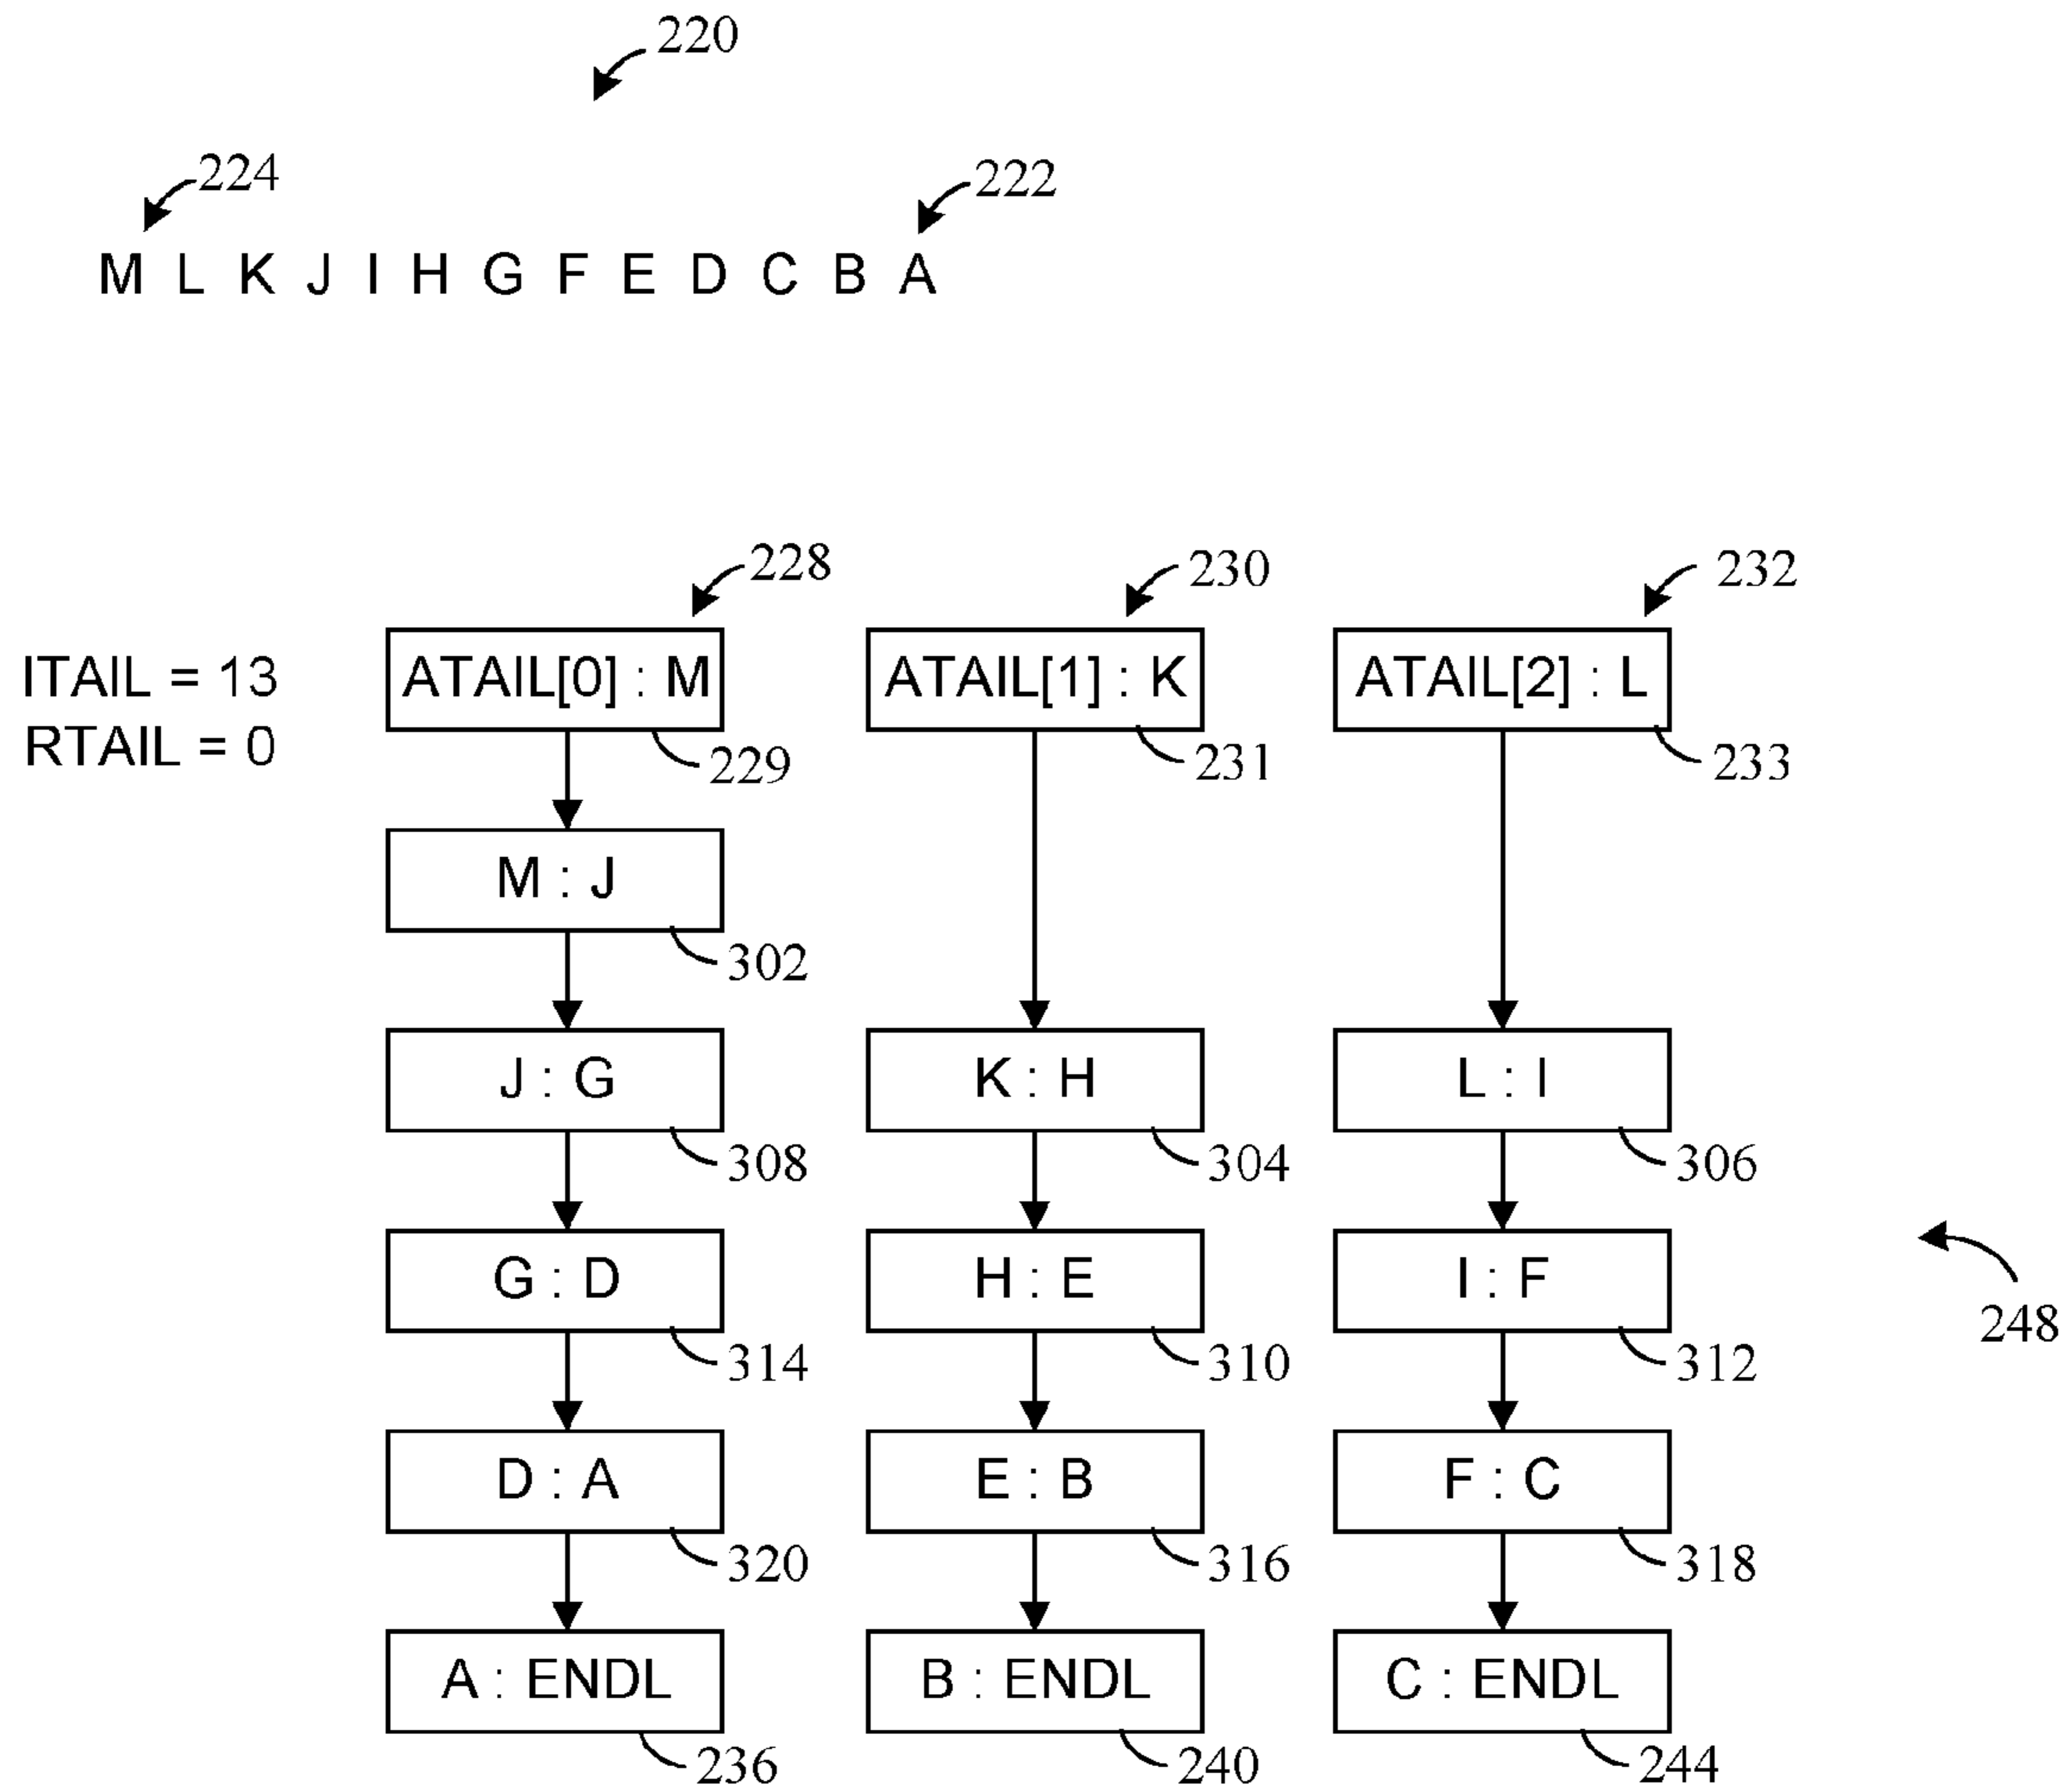 220
224
222
M L K J I H G F E D C B A
228
230
232
ITAIL = 13
RTAIL = 0
ATAIL[0] : M
ATAIL[1] : K
ATAIL[2] : L
229
231
233
M : J
302
J : G
K : H
L : I
308
304
306
G : D
H : E
I : F
248
314
310
312
D : A
E : B
F : C
320
316
318
A : ENDL
B : ENDL
C : ENDL
236
240
244